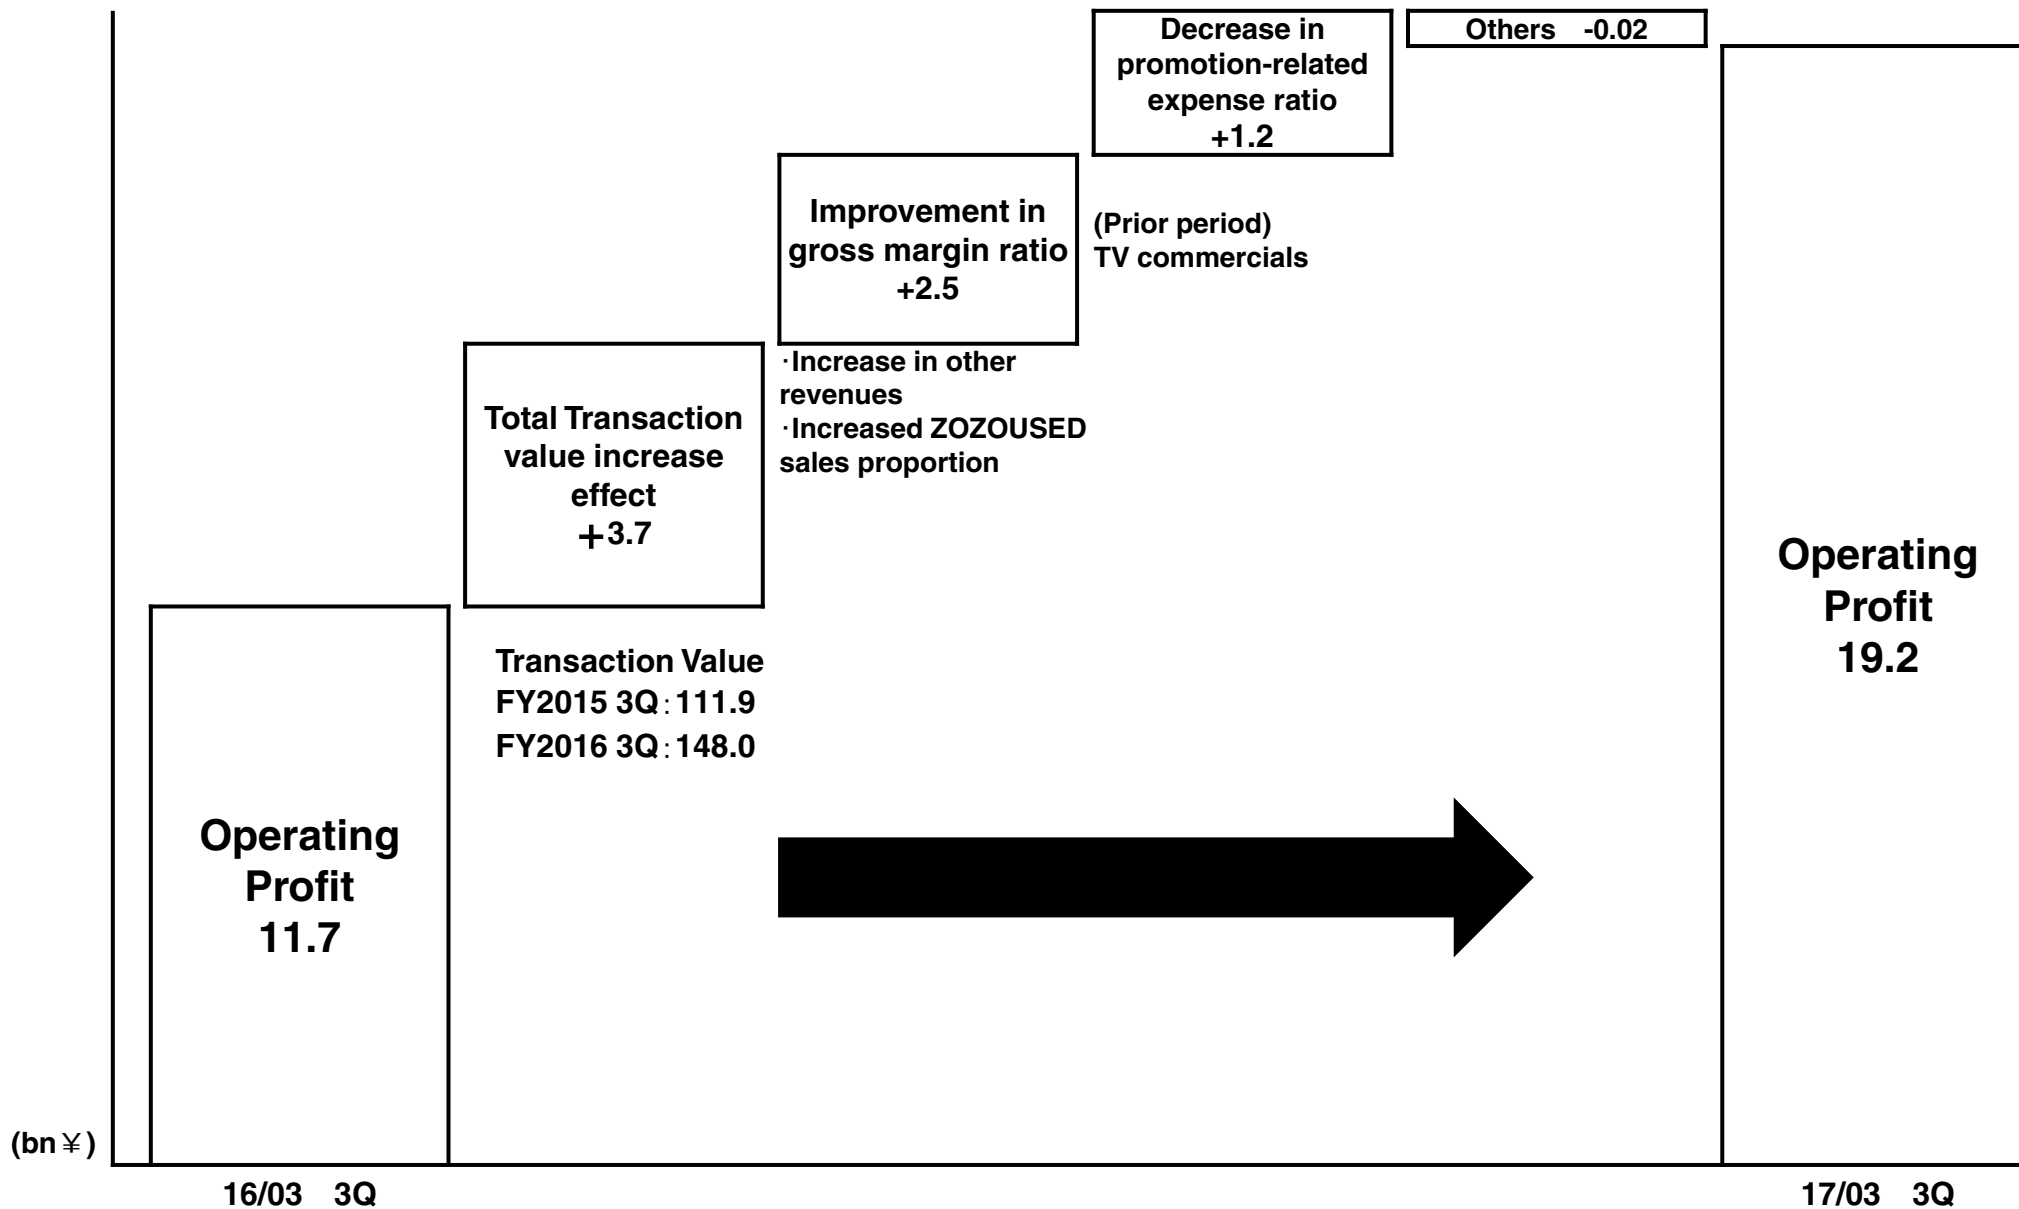 Decrease in
promotion-related
expense ratio
+1.2
Others -0.02
Improvement in
gross margin ratio
+2.5
(Prior period)
TV commercials
･Increase in other
revenues
･Increased ZOZOUSED
sales proportion
Total Transaction
value increase
effect
＋3.7
Transaction Value
FY2015 3Q：111.9
FY2016 3Q：148.0
Operating
Profit
11.7
Operating
Profit
19.2
(bn￥)
16/03 3Q
17/03 3Q